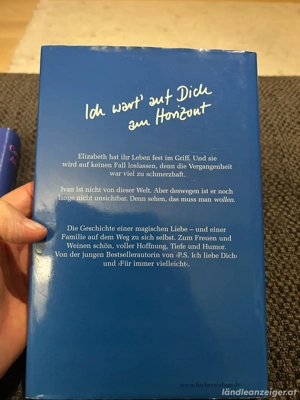 Ich wart' auf Dich
am Horizont
Elizabeth hat ihr Leben fest im Griff. Und sie
wird auf keinen Fall loslassen, denn die Vergangenheit
war viel zu schmerzhaft.
Ivan ist nicht von dieser Welt. Aber deswegen ist er noch
lange nicht unsichtbar. Denn sehen, das muss man wollen.
Die Geschichte einer magischen Liebe – und einer
Familie auf dem Weg zu sich selbst. Zum Freuen und
Weinen schön, voller Hoffnung, Tiefe und Humor.
Von der jungen Bestsellerautorin von ›P.S. Ich liebe Dich‹
und ›Für immer vielleicht‹.
ländleanzeiger.at